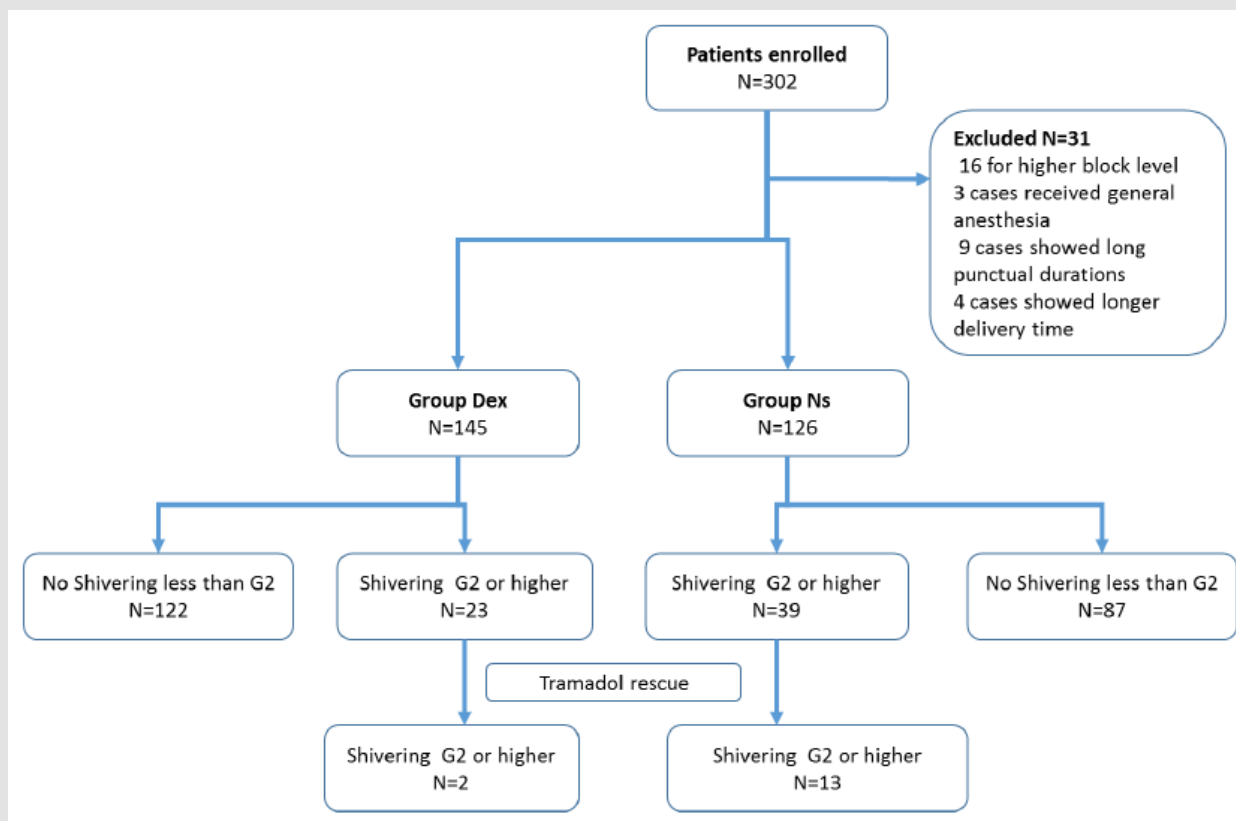 Patients enrolled
N=302
Excluded N=31
16 for higher block level
3 cases received general
anesthesia
9 cases showed long
punctual durations
4 cases showed longer
delivery time
Group Dex
N=145
Group Ns
N=126
No Shivering less than G2
N=122
Shivering G2 or higher
N=23
Shivering G2 or higher
N=39
No Shivering less than G2
N=87
Tramadol rescue
Shivering G2 or higher
N=2
Shivering G2 or higher
N=13